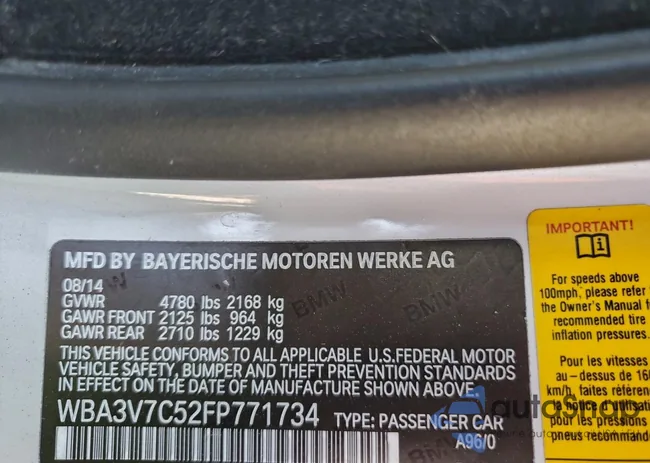 MFD BY BAYERISCHE MOTOREN WERKE AG
08/14
GVWR 4780 lbs 2168 kg
GAWR FRONT 2125 lbs 964 kg
GAWR REAR 2710 lbs 1229 kg
THIS VEHICLE CONFORMS TO ALL APPLICABLE U.S.FEDERAL MOTOR
VEHICLE SAFETY, BUMPER AND THEFT PREVENTION STANDARDS
IN EFFECT ON THE DATE OF MANUFACTURE SHOWN ABOVE.
WBA3V7C52FP771734 TYPE: PASSENGER CAR
A96/0
BMW
BMW
BMW
IMPORTANT!
For speeds above
100mph, please refer
the Owner's Manual f
recommended tire
inflation pressures.
Pour les vitesses
au - dessus de 16
km/h, faites référen
pour les pressions
pneus recommand
autosnap